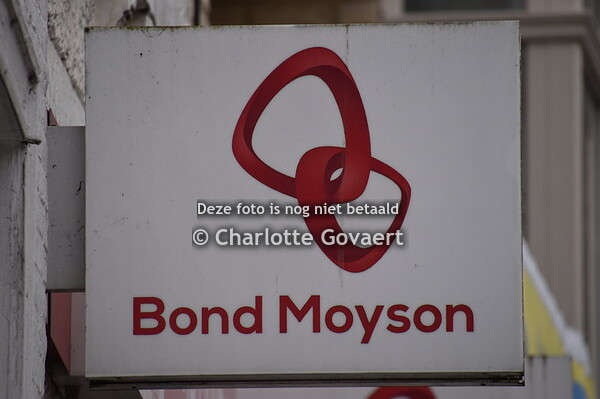 Deze foto is nog niet betaald
© Charlotte Govaert
Bond Moyson